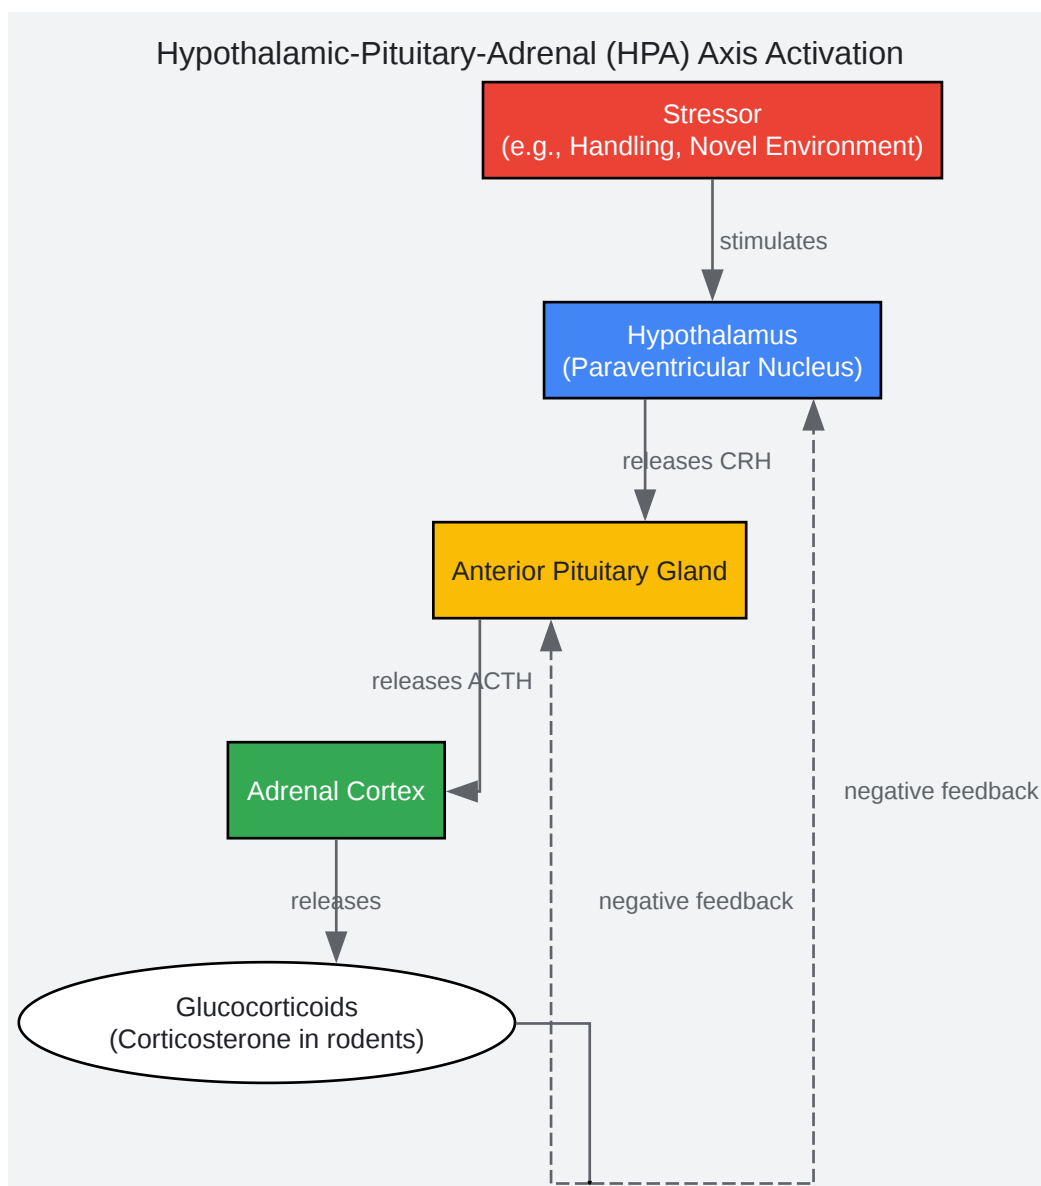 Hypothalamic-Pituitary-Adrenal (HPA) Axis Activation
Stressor
(e.g., Handling, Novel Environment)
stimulates
Hypothalamus
(Paraventricular Nucleus)
releases CRH
Anterior Pituitary Gland
releases ACTH
Adrenal Cortex
negative feedback
releases
negative feedback
Glucocorticoids
(Corticosterone in rodents)